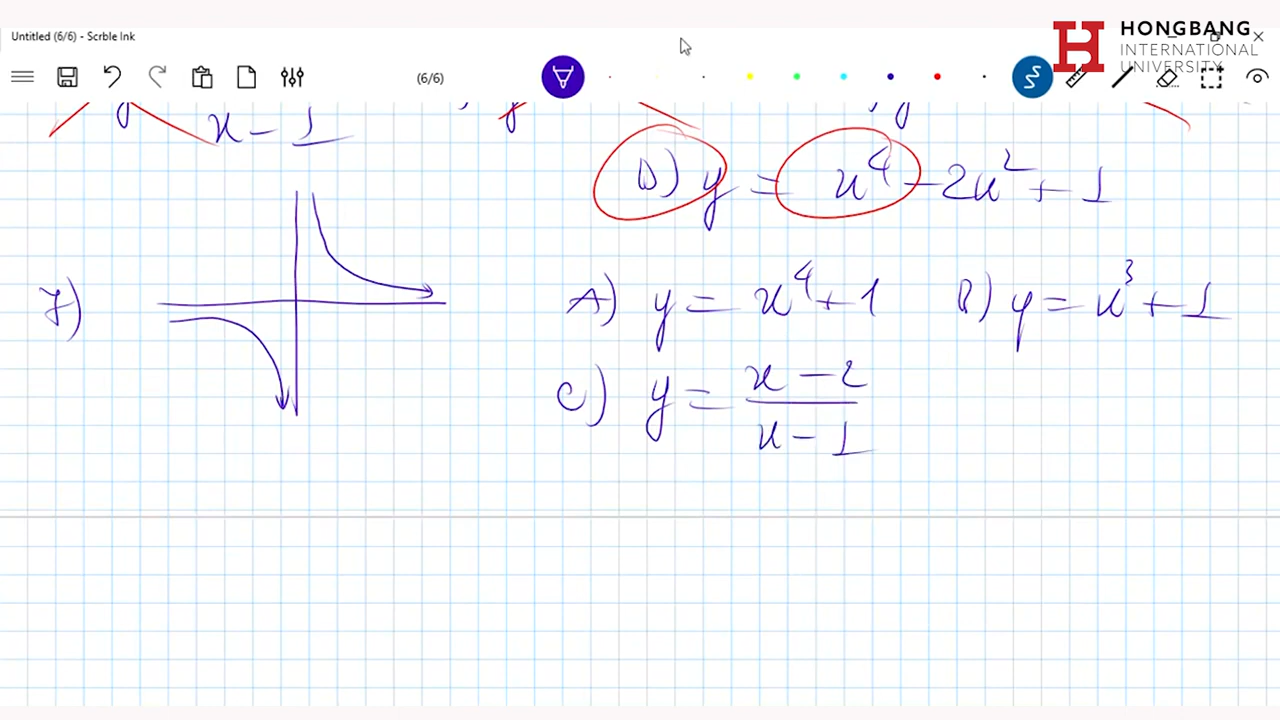 Untitled (6/6) - Scrble Ink
HONGBANG
INTERNATIONAL
UNIVERSITY
(6/6)
x - 1
D) y = x⁴ - 2x² + 1
7)
A) y = x⁴ + 1 B) y = x³ + 1
C) y = x - 2
x - 1